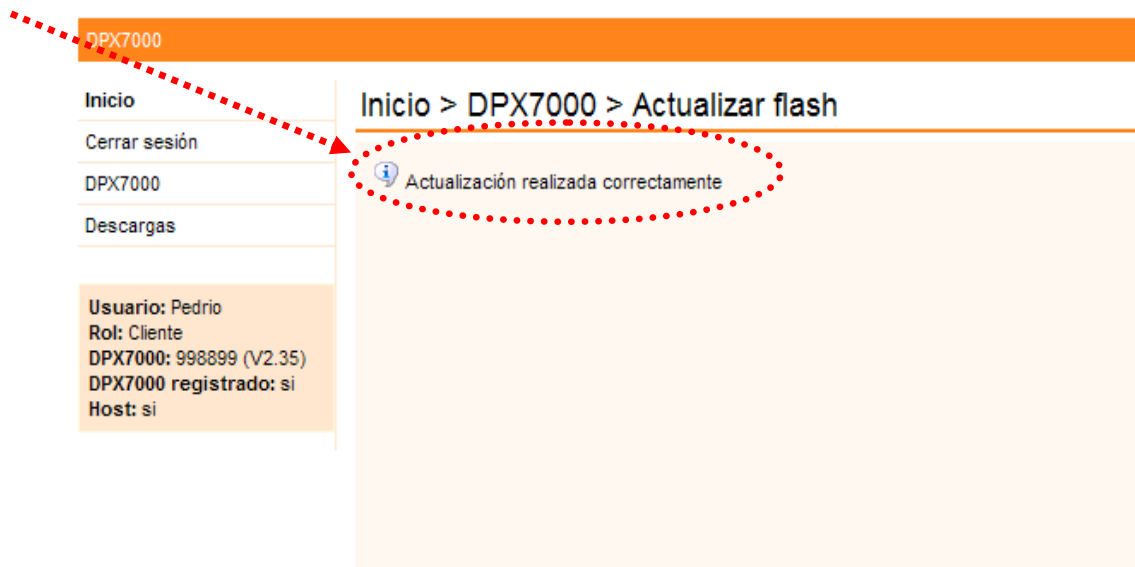 DPX7000
Inicio
Cerrar sesión
DPX7000
Descargas
Usuario: Pedrio
Rol: Cliente
DPX7000: 998899 (V2.35)
DPX7000 registrado: si
Host: si
Inicio > DPX7000 > Actualizar flash
Actualización realizada correctamente